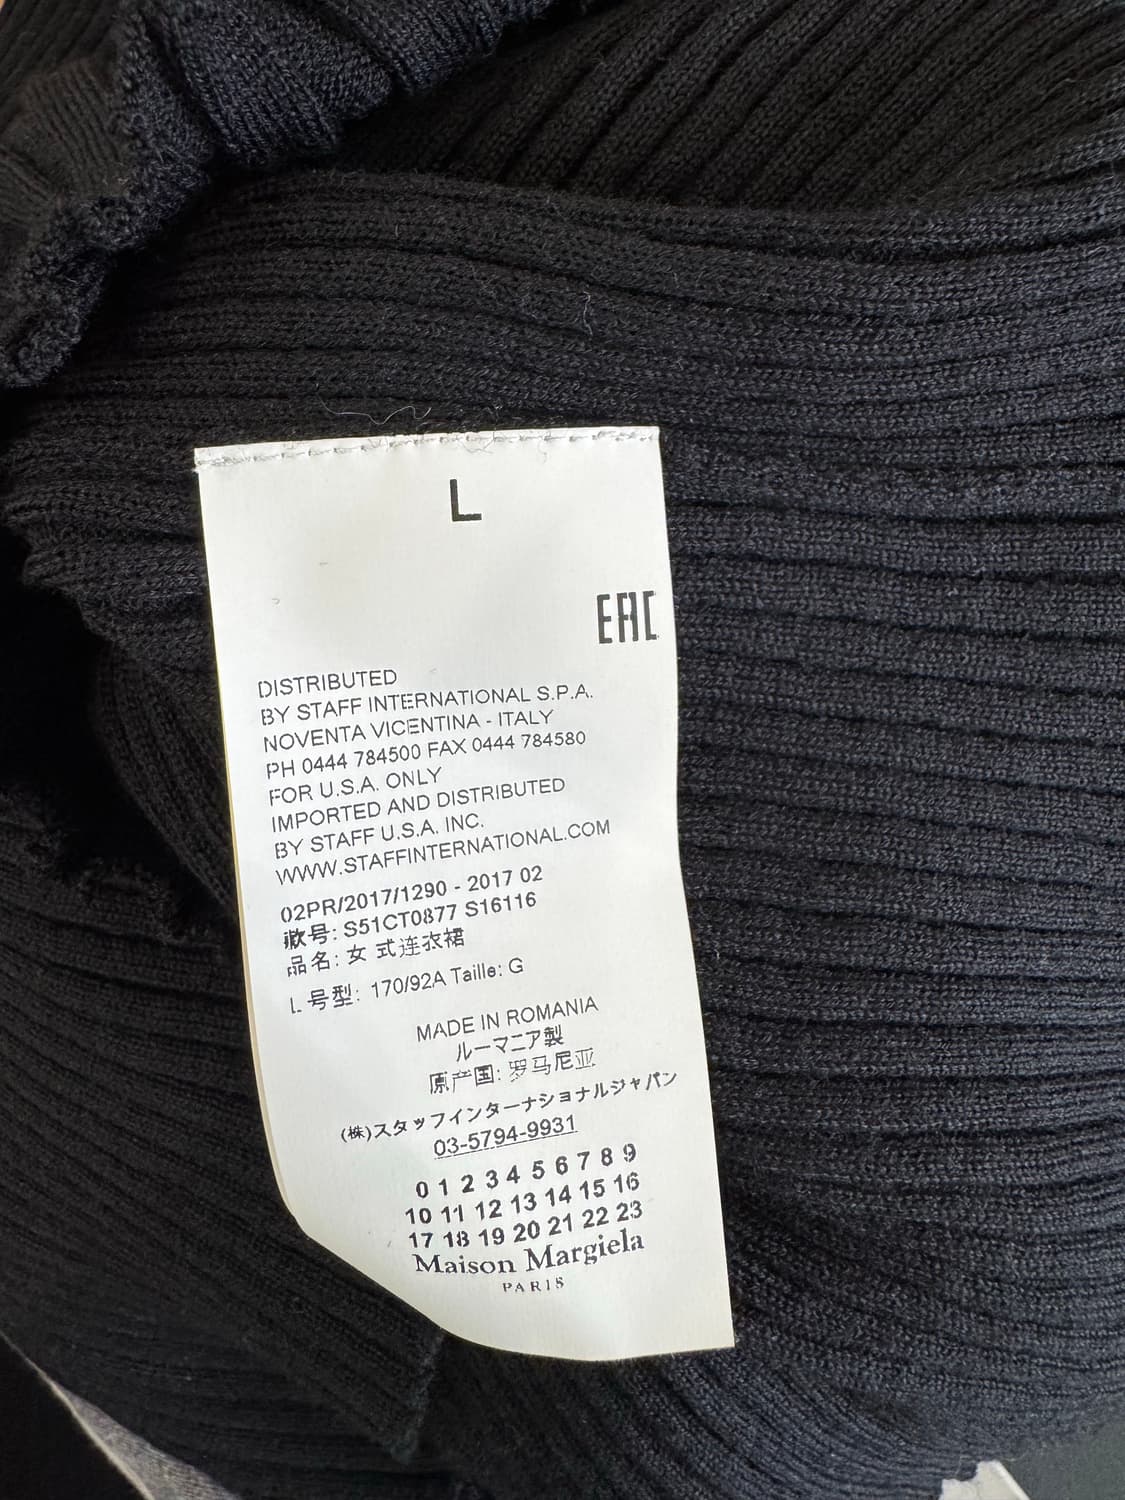 L
EAC
DISTRIBUTED
BY STAFF INTERNATIONAL S.P.A.
NOVENTA VICENTINA - ITALY
PH 0444 784500 FAX 0444 784580
FOR U.S.A. ONLY
IMPORTED AND DISTRIBUTED
BY STAFF U.S.A. INC.
WWW.STAFFINTERNATIONAL.COM
02PR/2017/1290 - 2017 02
款号: S51CT0877 S16116
品名: 女 式连衣裙
L 号型: 170/92A Taille: G
MADE IN ROMANIA
ルーマニア製
原产国: 罗马尼亚
(株)スタッフインターナショナルジャパン
03-5794-9931
0 1 2 3 4 5 6 7 8 9
10 11 12 13 14 15 16
17 18 19 20 21 22 23
Maison Margiela
PARIS